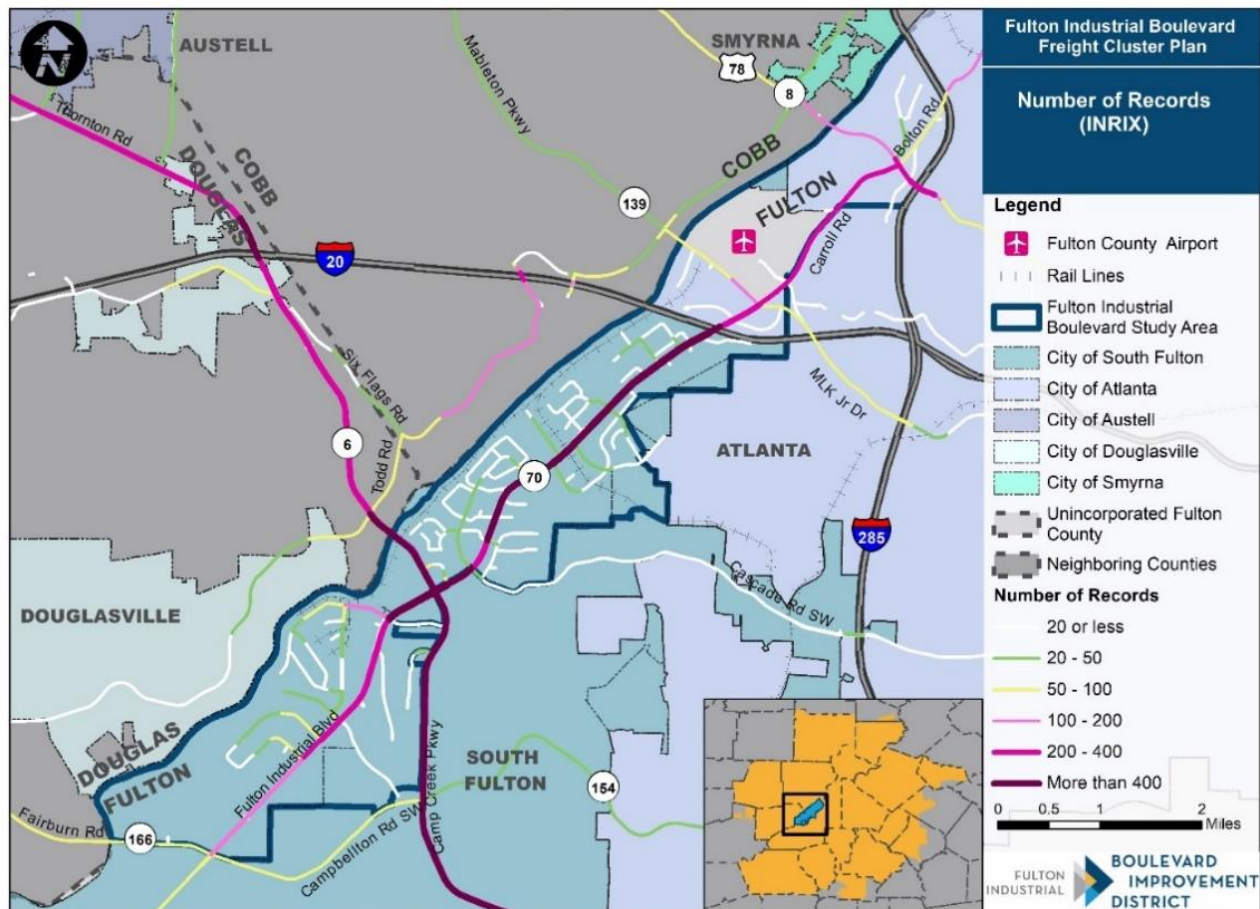 Fulton Industrial Boulevard
Freight Cluster Plan
Number of Records
(INRIX)
Legend
Fulton County Airport
Rail Lines
Fulton Industrial
Boulevard Study Area
City of South Fulton
City of Atlanta
City of Austell
City of Douglasville
City of Smyrna
Unincorporated Fulton
County
Neighboring Counties
Number of Records
20 or less
20 - 50
50 - 100
100 - 200
200 - 400
More than 400
0 0.5 1 2
Miles
FULTON
INDUSTRIAL
BOULEVARD
IMPROVEMENT
DISTRICT
N
AUSTELL
SMYRNA
78
8
Mableton Pkwy
Bolton Rd
Thornton Rd
COBB
DOUGLAS
COBB
FULTON
139
20
Carroll Rd
Six Flags Rd
MLK Jr Dr
6
Todd Rd
70
ATLANTA
285
Cascade Rd SW
DOUGLASVILLE
DOUGLAS
FULTON
Fulton Industrial Blvd
Camp Creek Pkwy
SOUTH
FULTON
154
Fairburn Rd
166
Campbellton Rd SW